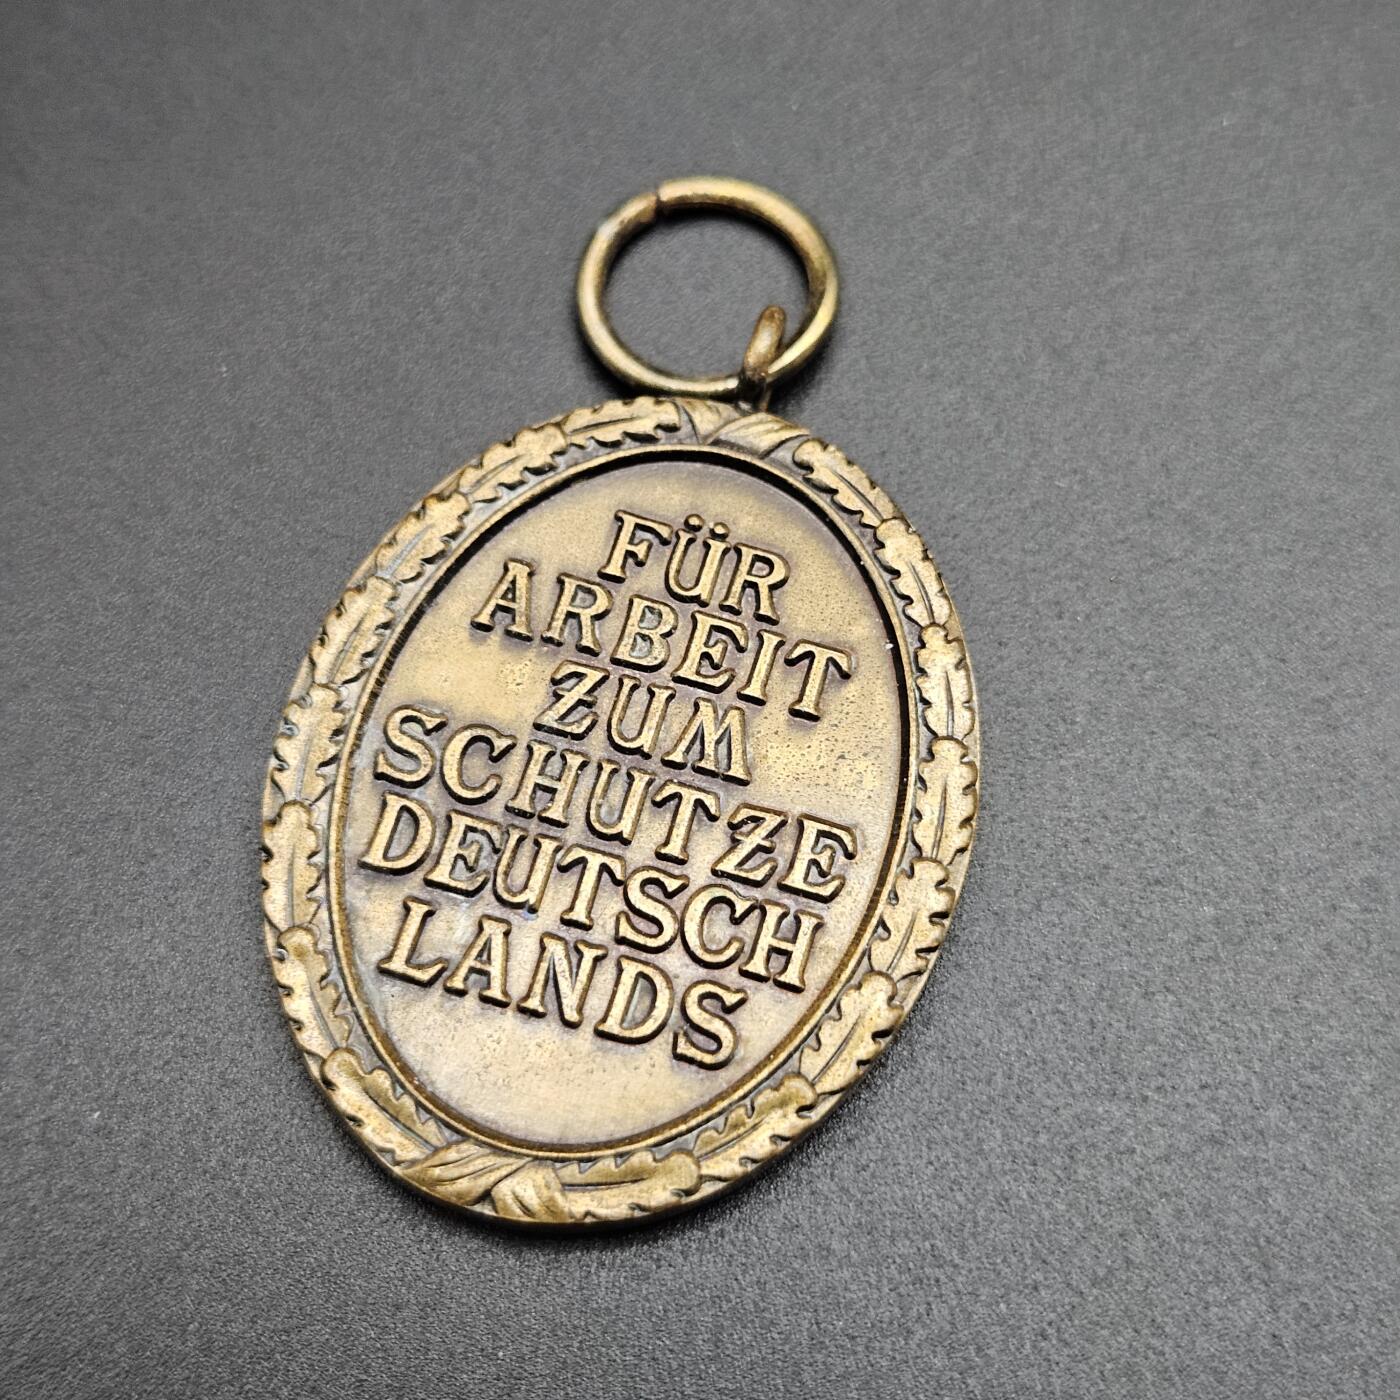 FÜR
ARBEIT
ZUM
SCHUTZE
DEUTSCH
LANDS